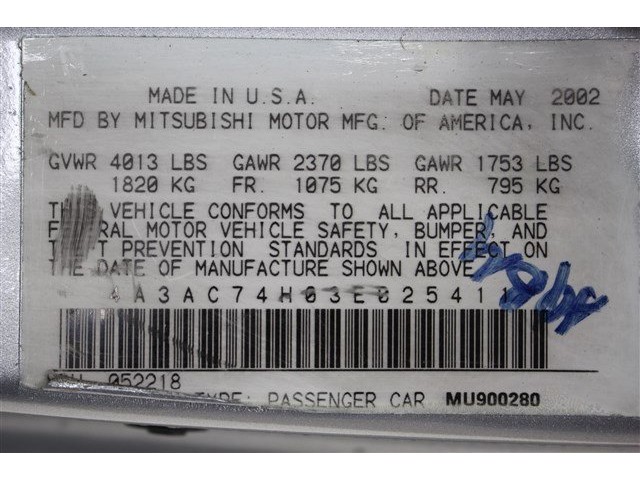 MADE IN U.S.A. DATE MAY 2002
MFD BY MITSUBISHI MOTOR MFG. OF AMERICA, INC.
GVWR 4013 LBS GAWR 2370 LBS GAWR 1753 LBS
1820 KG FR. 1075 KG RR. 795 KG
VEHICLE CONFORMS TO ALL APPLICABLE
MOTOR VEHICLE SAFETY, BUMPER, AND
PREVENTION STANDARDS IN EFFECT ON
THE DATE OF MANUFACTURE SHOWN ABOVE
052218
TYPE: PASSENGER CAR MU900280